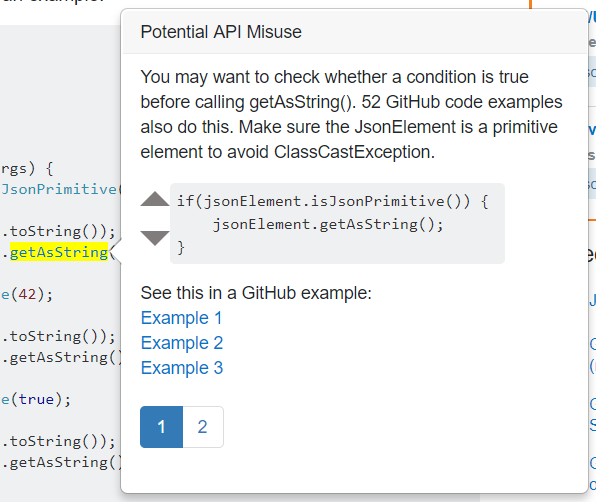 an example:
Potential API Misuse
You may want to check whether a condition is true
before calling getAsString(). 52 GitHub code examples
also do this. Make sure the JsonElement is a primitive
element to avoid ClassCastException.
if(jsonElement.isJsonPrimitive()) {
jsonElement.getAsString();
}
See this in a GitHub example:
Example 1
Example 2
Example 3
1 2
rgs) {
JsonPrimitive(
.toString());
.getAsString(
e(42);
.toString());
.getAsString()
e(true);
.toString());
.getAsString()